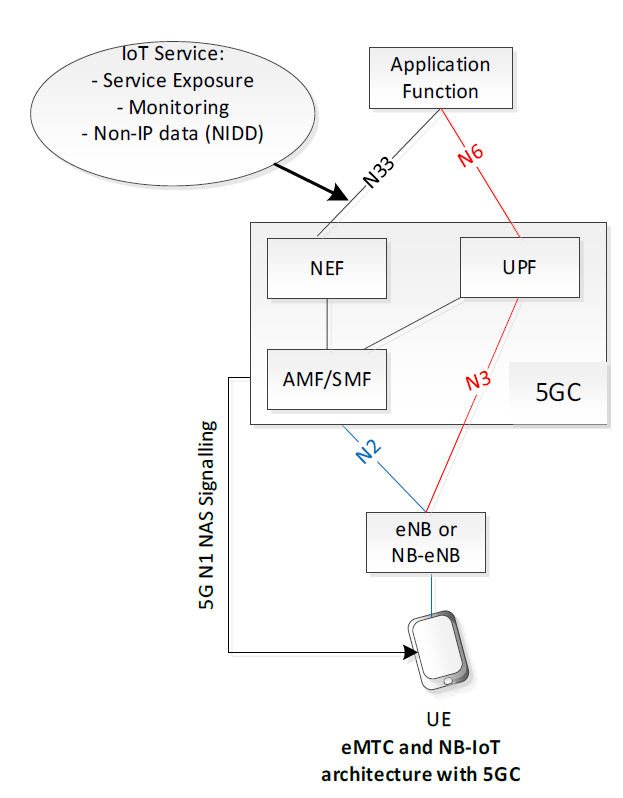 IoT Service:
- Service Exposure
- Monitoring
- Non-IP data (NIDD)
Application
Function
N33
N6
NEF
UPF
AMF/SMF
N3
5GC
N2
5G N1 NAS Signalling
eNB or
NB-eNB
UE
eMTC and NB-IoT
architecture with 5GC